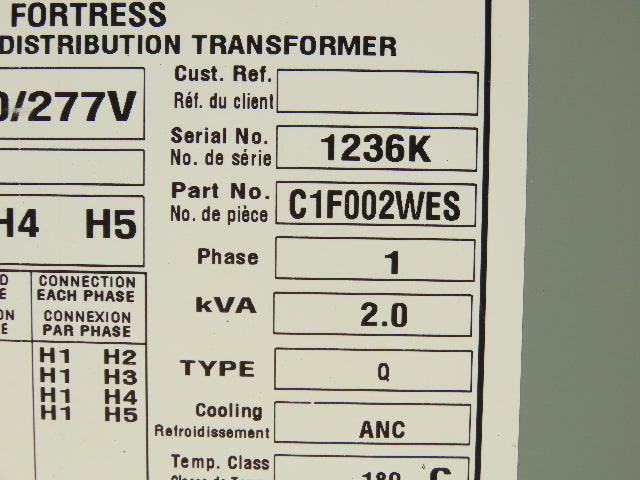 FORTRESS
DISTRIBUTION TRANSFORMER
Cust. Ref.
Réf. du client
0/277V
Serial No.
No. de série
1236K
Part No.
No. de pièce
C1F002WES
H4 H5
Phase
1
CONNECTION
EACH PHASE
CONNEXION
PAR PHASE
kVA
2.0
H1 H2
H1 H3
H1 H4
H1 H5
TYPE
Q
Cooling
Refroidissement
ANC
Temp. Class
180 C